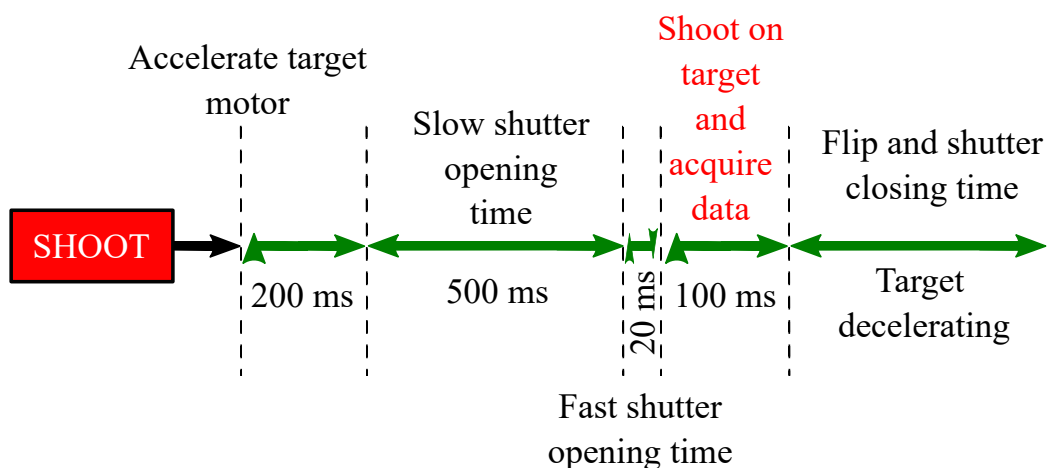 Accelerate target
motor
Slow shutter
opening
time
Shoot on
target
and
acquire
data
Flip and shutter
closing time
SHOOT
200 ms
500 ms
20 ms
100 ms
Target
decelerating
Fast shutter
opening time